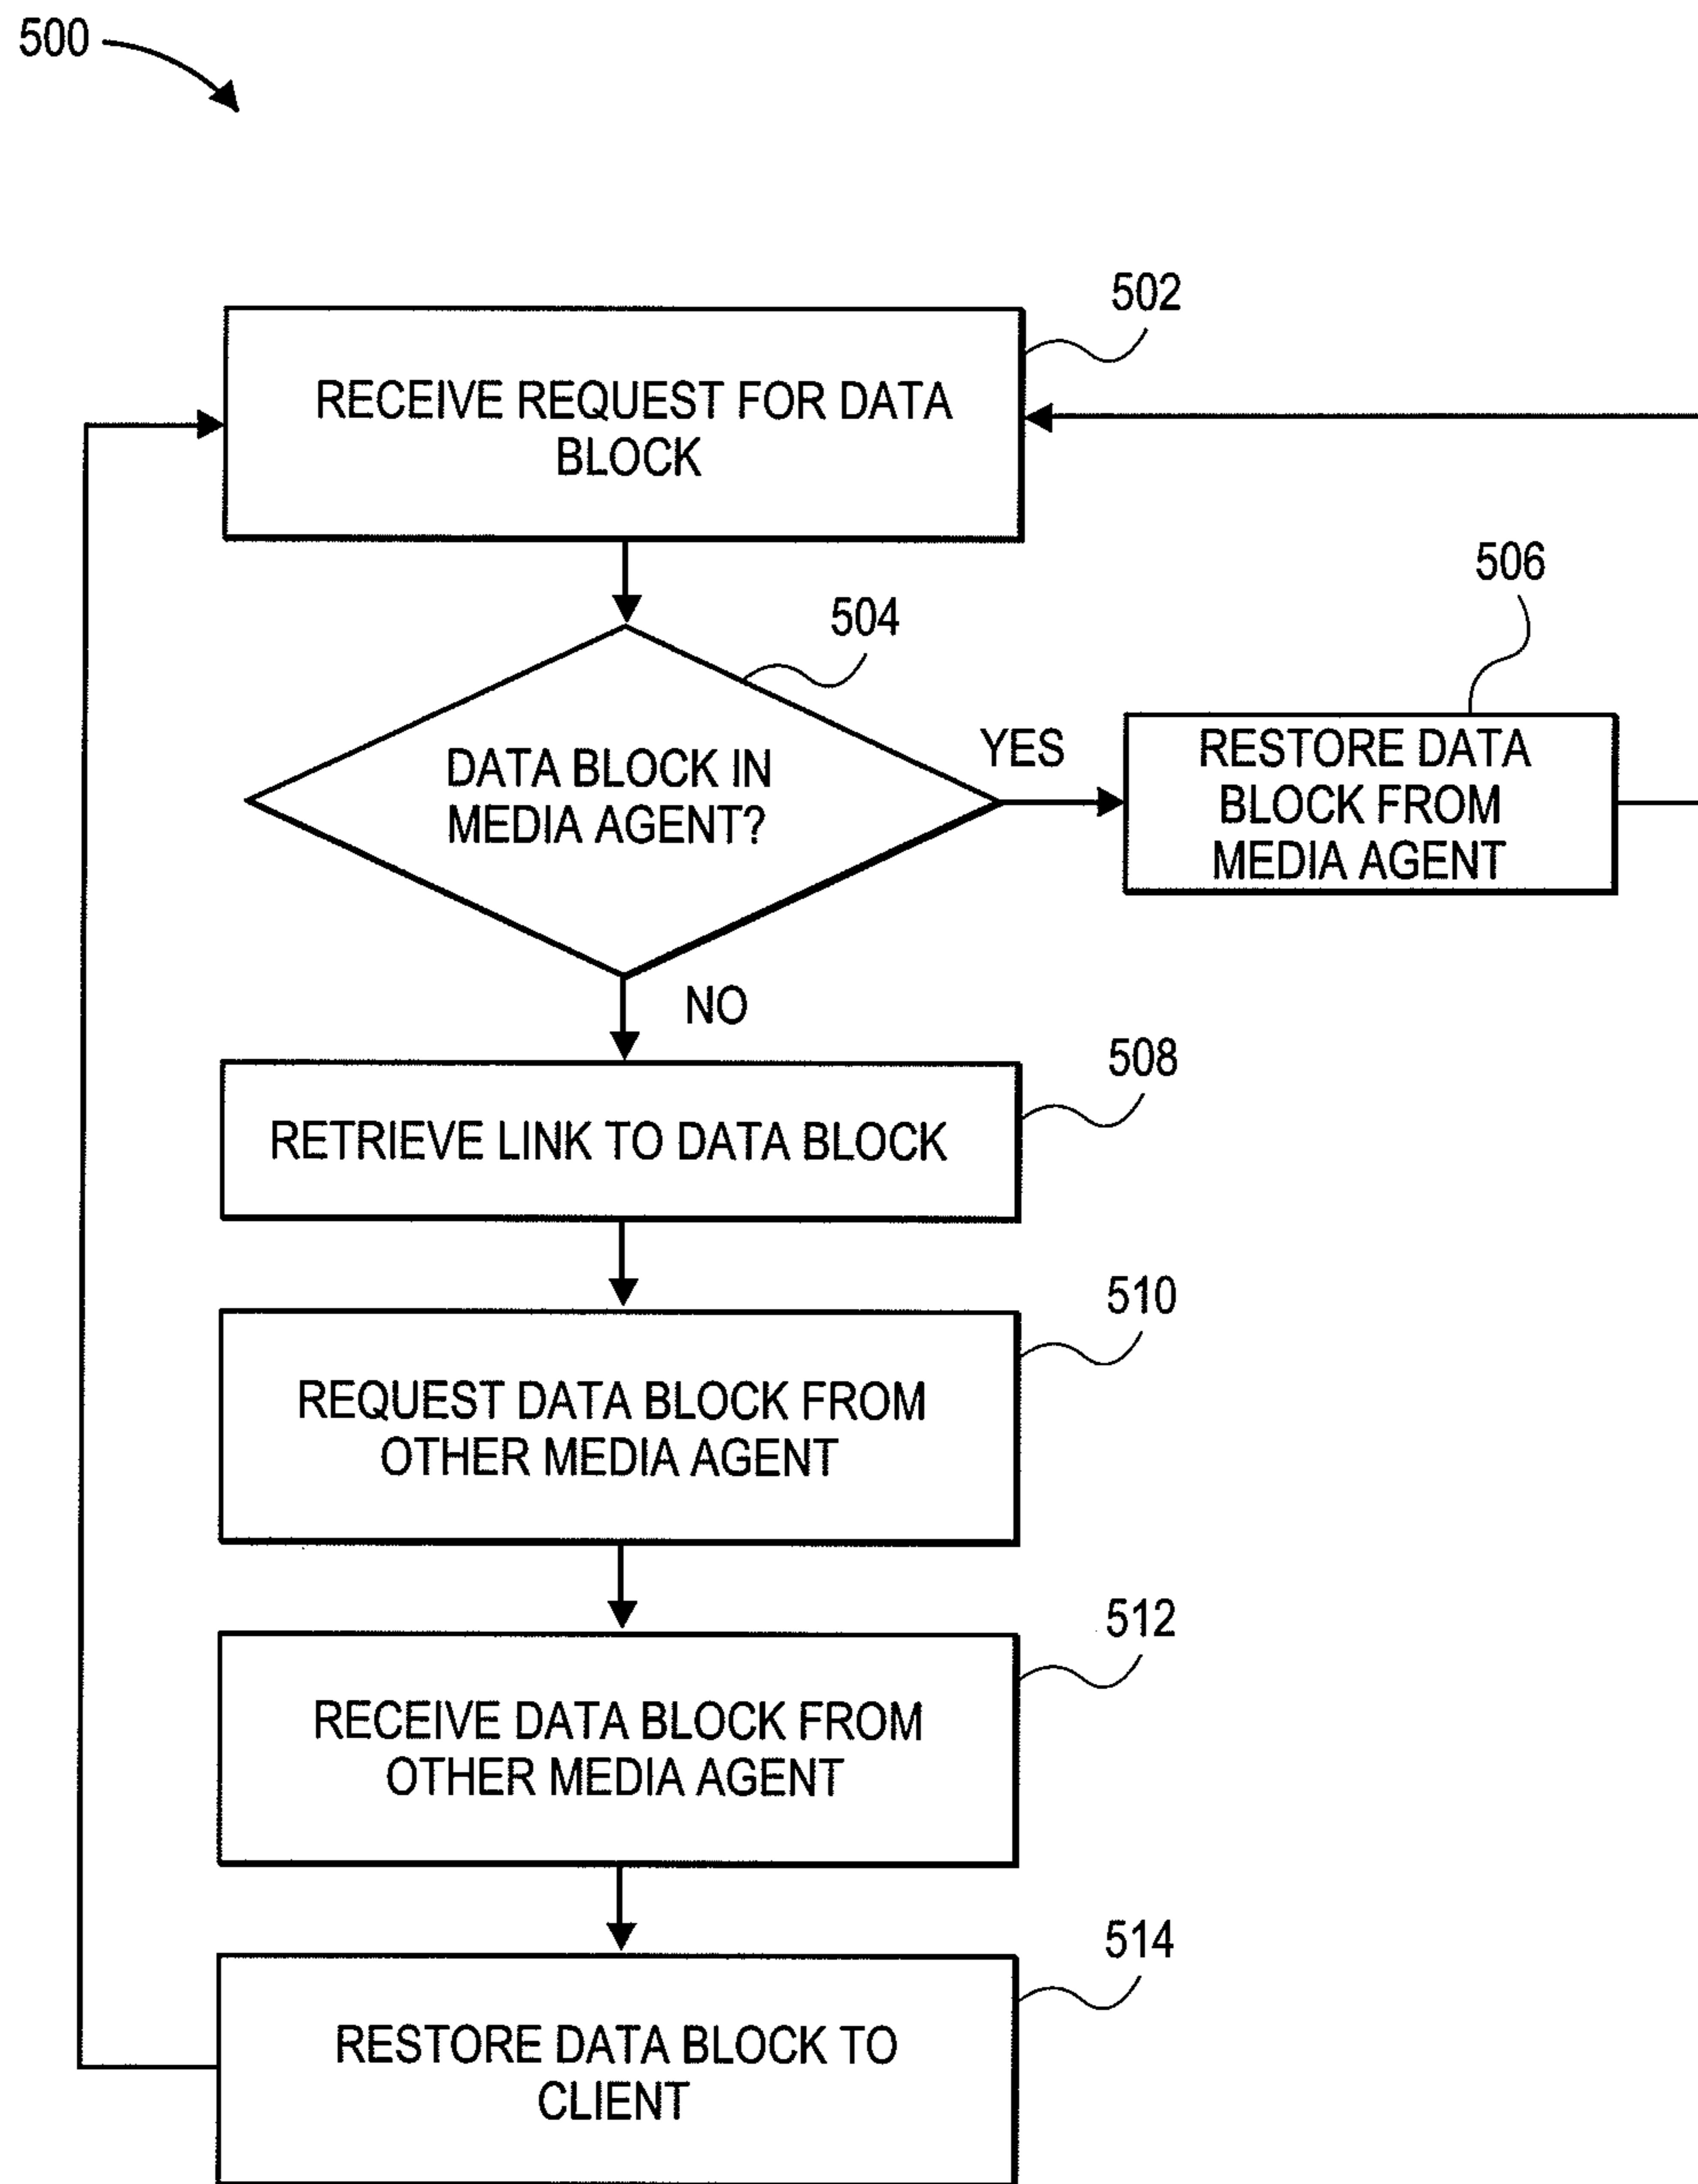 500
502
RECEIVE REQUEST FOR DATA
BLOCK
504
506
DATA BLOCK IN
MEDIA AGENT?
YES
RESTORE DATA
BLOCK FROM
MEDIA AGENT
NO
508
RETRIEVE LINK TO DATA BLOCK
510
REQUEST DATA BLOCK FROM
OTHER MEDIA AGENT
512
RECEIVE DATA BLOCK FROM
OTHER MEDIA AGENT
514
RESTORE DATA BLOCK TO
CLIENT